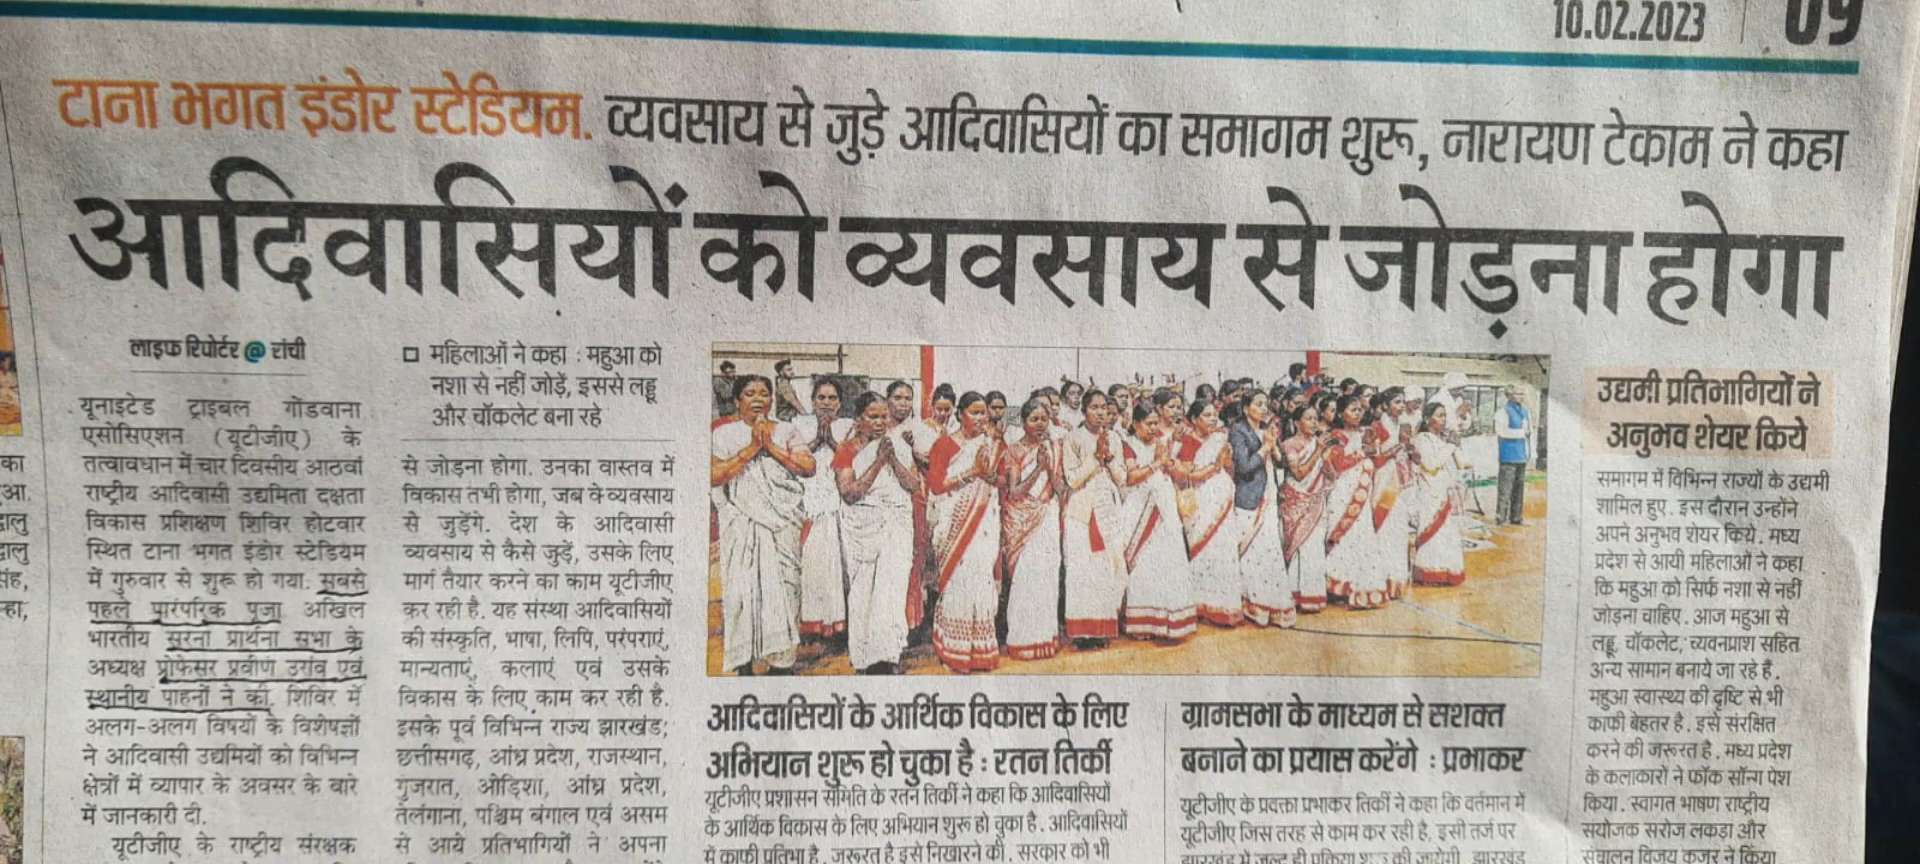 10.02.2023
09
टाना भगत इंडोर स्टेडियम. व्यवसाय से जुड़े आदिवासियों का समागम शुरू, नारायण टेकाम ने कहा
आदिवासियों को व्यवसाय से जोड़ना होगा
लाइफ रिपोर्टर @ रांची
यूनाइटेड ट्राइबल गोंडवाना
एसोसिएशन (यूटीजीए) के
तत्वावधान में चार दिवसीय आठवां
राष्ट्रीय आदिवासी उद्यमिता दक्षता
विकास प्रशिक्षण शिविर होटवार
स्थित टाना भगत इंडोर स्टेडियम
में गुरुवार से शुरू हो गया. सबसे
पहले पारंपरिक पूजा अखिल
भारतीय सरना प्रार्थना सभा के
अध्यक्ष प्रोफेसर प्रवीण उरांव एवं
स्थानीय पाहनों ने की. शिविर में
अलग-अलग विषयों के विशेषज्ञों
ने आदिवासी उद्यमियों को विभिन्न
क्षेत्रों में व्यापार के अवसर के बारे
में जानकारी दी.
यूटीजीए के राष्ट्रीय संरक्षक
महिलाओं ने कहा : महुआ को
नशा से नहीं जोड़ें, इससे लड्डू
और चॉकलेट बना रहे
से जोड़ना होगा. उनका वास्तव में
विकास तभी होगा, जब वे व्यवसाय
से जुड़ेंगे. देश के आदिवासी
व्यवसाय से कैसे जुड़ें, उसके लिए
मार्ग तैयार करने का काम यूटीजीए
कर रही है. यह संस्था आदिवासियों
की संस्कृति, भाषा, लिपि, परंपराएं,
मान्यताएं, कलाएं एवं उसके
विकास के लिए काम कर रही है.
इसके पूर्व विभिन्न राज्य झारखंड,
छत्तीसगढ़, आंध्र प्रदेश, राजस्थान,
गुजरात, ओड़िशा, आंध्र प्रदेश,
तेलंगाना, पश्चिम बंगाल एवं असम
से आये प्रतिभागियों ने अपना
आदिवासियों के आर्थिक विकास के लिए
अभियान शुरू हो चुका है : रतन तिर्की
यूटीजीए प्रशासन समिति के रतन तिर्की ने कहा कि आदिवासियों
के आर्थिक विकास के लिए अभियान शुरू हो चुका है. आदिवासियों
में काफी प्रतिभा है. जरूरत है इसे निखारने की. सरकार को भी
ग्रामसभा के माध्यम से सशक्त
बनाने का प्रयास करेंगे : प्रभाकर
यूटीजीए के प्रवक्ता प्रभाकर तिर्की ने कहा कि वर्तमान में
यूटीजीए जिस तरह से काम कर रही है, इसी तर्ज पर
झारखंड में जल्द ही प्रक्रिया शुरू की जायेगी. झारखंड
उद्यमी प्रतिभागियों ने
अनुभव शेयर किये
समागम में विभिन्न राज्यों के उद्यमी
शामिल हुए. इस दौरान उन्होंने
अपने अनुभव शेयर किये. मध्य
प्रदेश से आयी महिलाओं ने कहा
कि महुआ को सिर्फ नशा से नहीं
जोड़ना चाहिए. आज महुआ से
लड्डू, चॉकलेट, च्यवनप्राश सहित
अन्य सामान बनाये जा रहे हैं.
महुआ स्वास्थ्य की दृष्टि से भी
काफी बेहतर है. इसे संरक्षित
करने की जरूरत है. मध्य प्रदेश
के कलाकारों ने फॉक सॉन्ग पेश
किया. स्वागत भाषण राष्ट्रीय
संयोजक सरोज लकड़ा और
संचालन विजय कुजूर ने किया